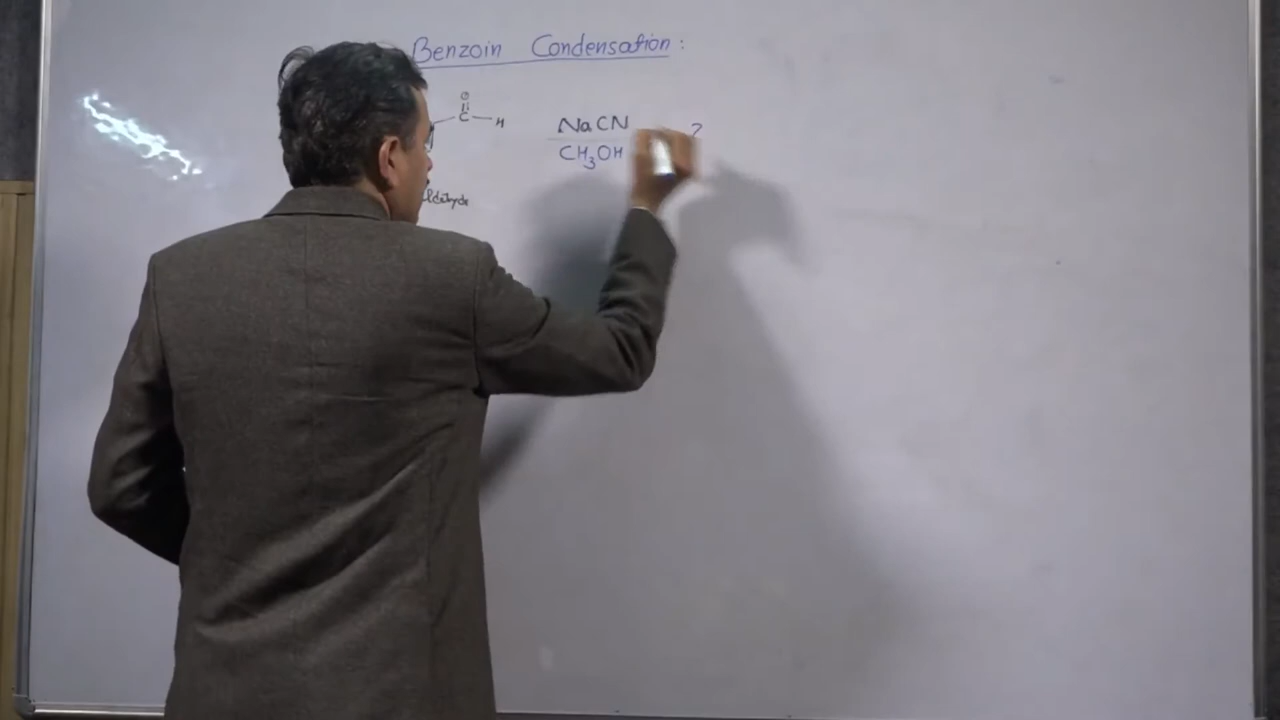 Benzoin Condensation :
O
C — H
NaCN
CH3OH
?